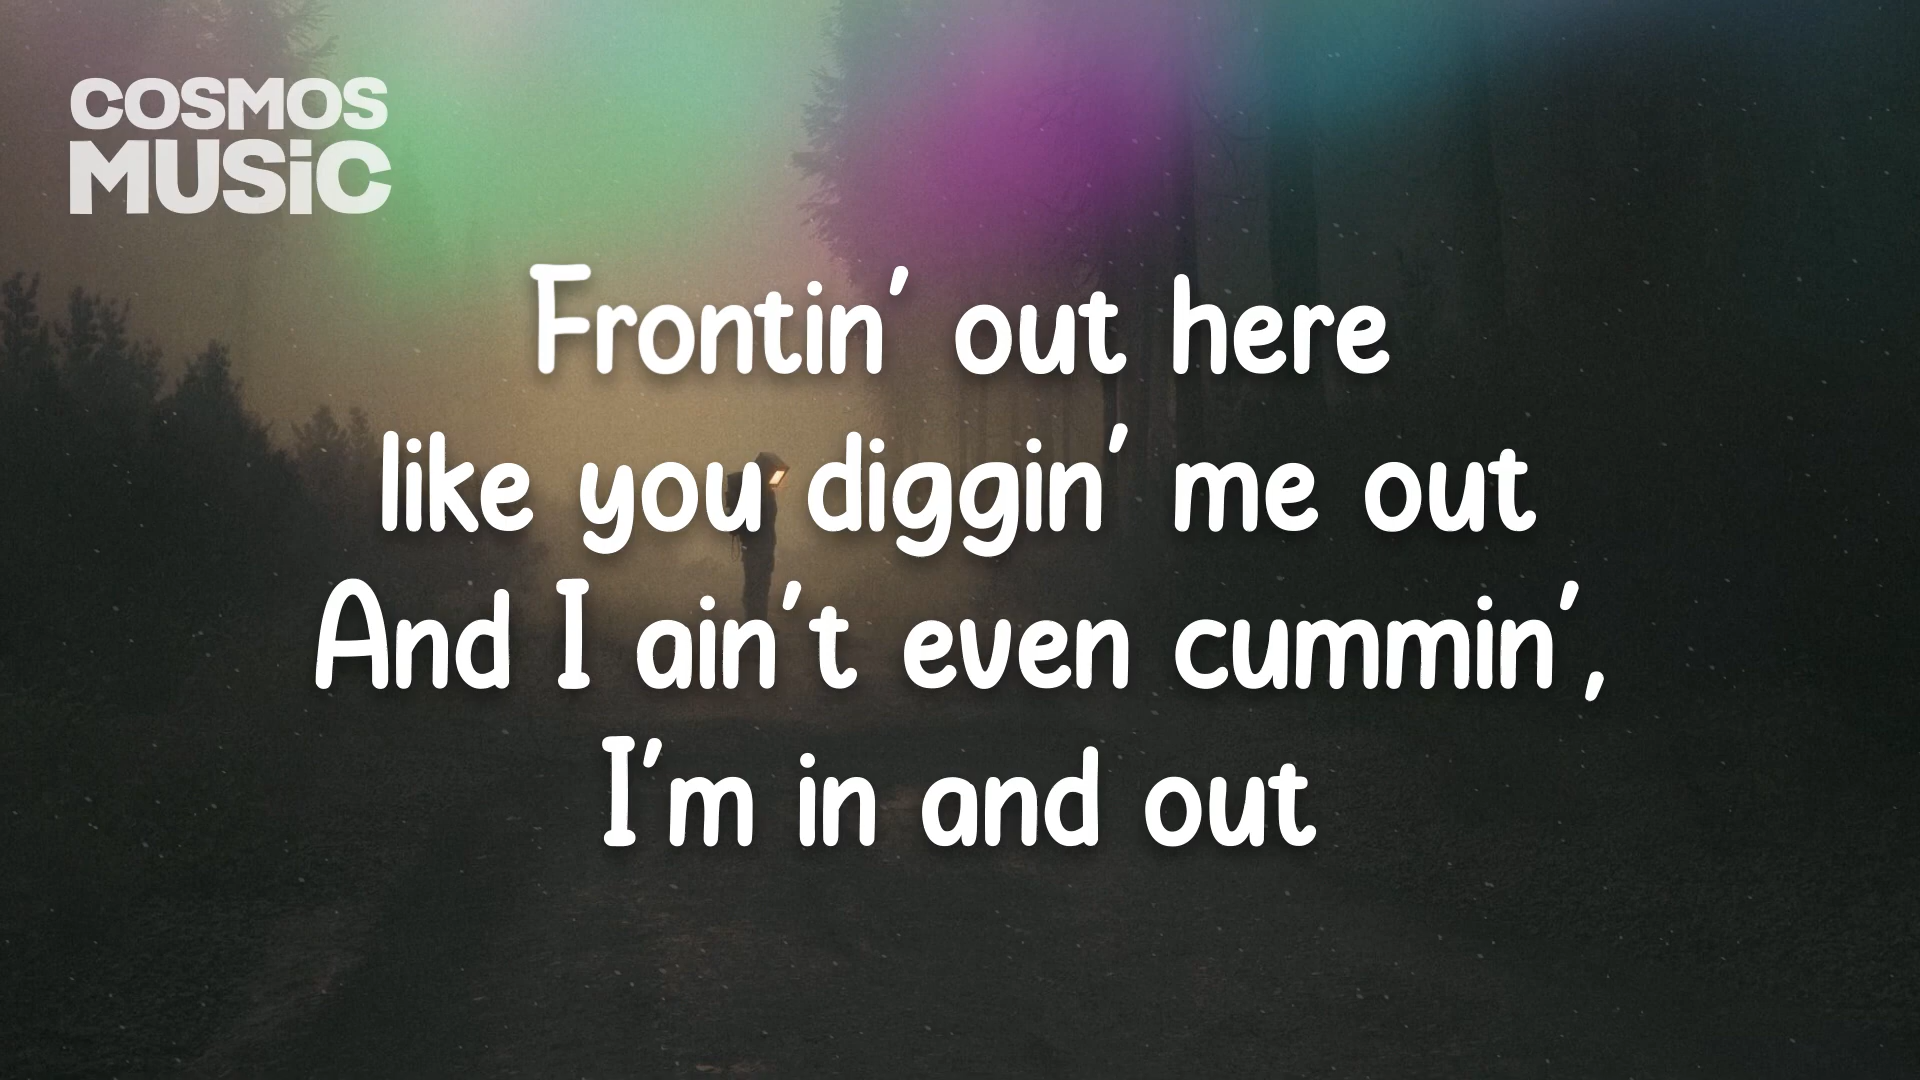 COSMOS
MUSiC
Frontin' out here
like you diggin' me out
And I ain't even cummin',
I'm in and out